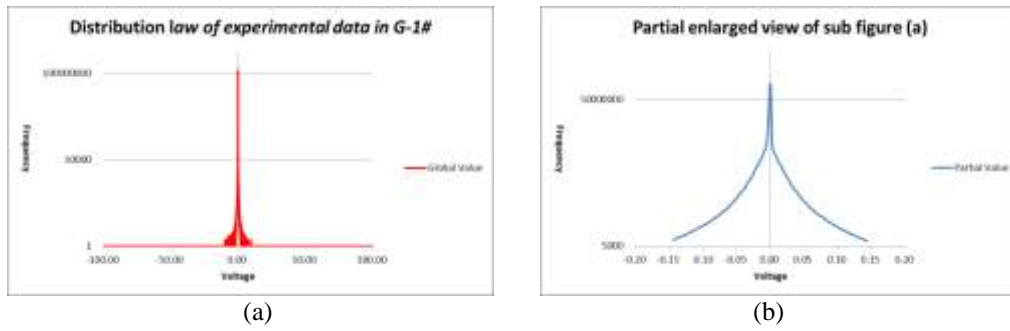 Distribution law of experimental data in G-1#
100000000
10000
1
Frequency
-100.00 -50.00 0.00 50.00 100.00
Voltage
Global Value
(a)
Partial enlarged view of sub figure (a)
50000000
5000
Frequency
-0.20 -0.15 -0.10 -0.05 0.00 0.05 0.10 0.15 0.20
Voltage
Partial Value
(b)